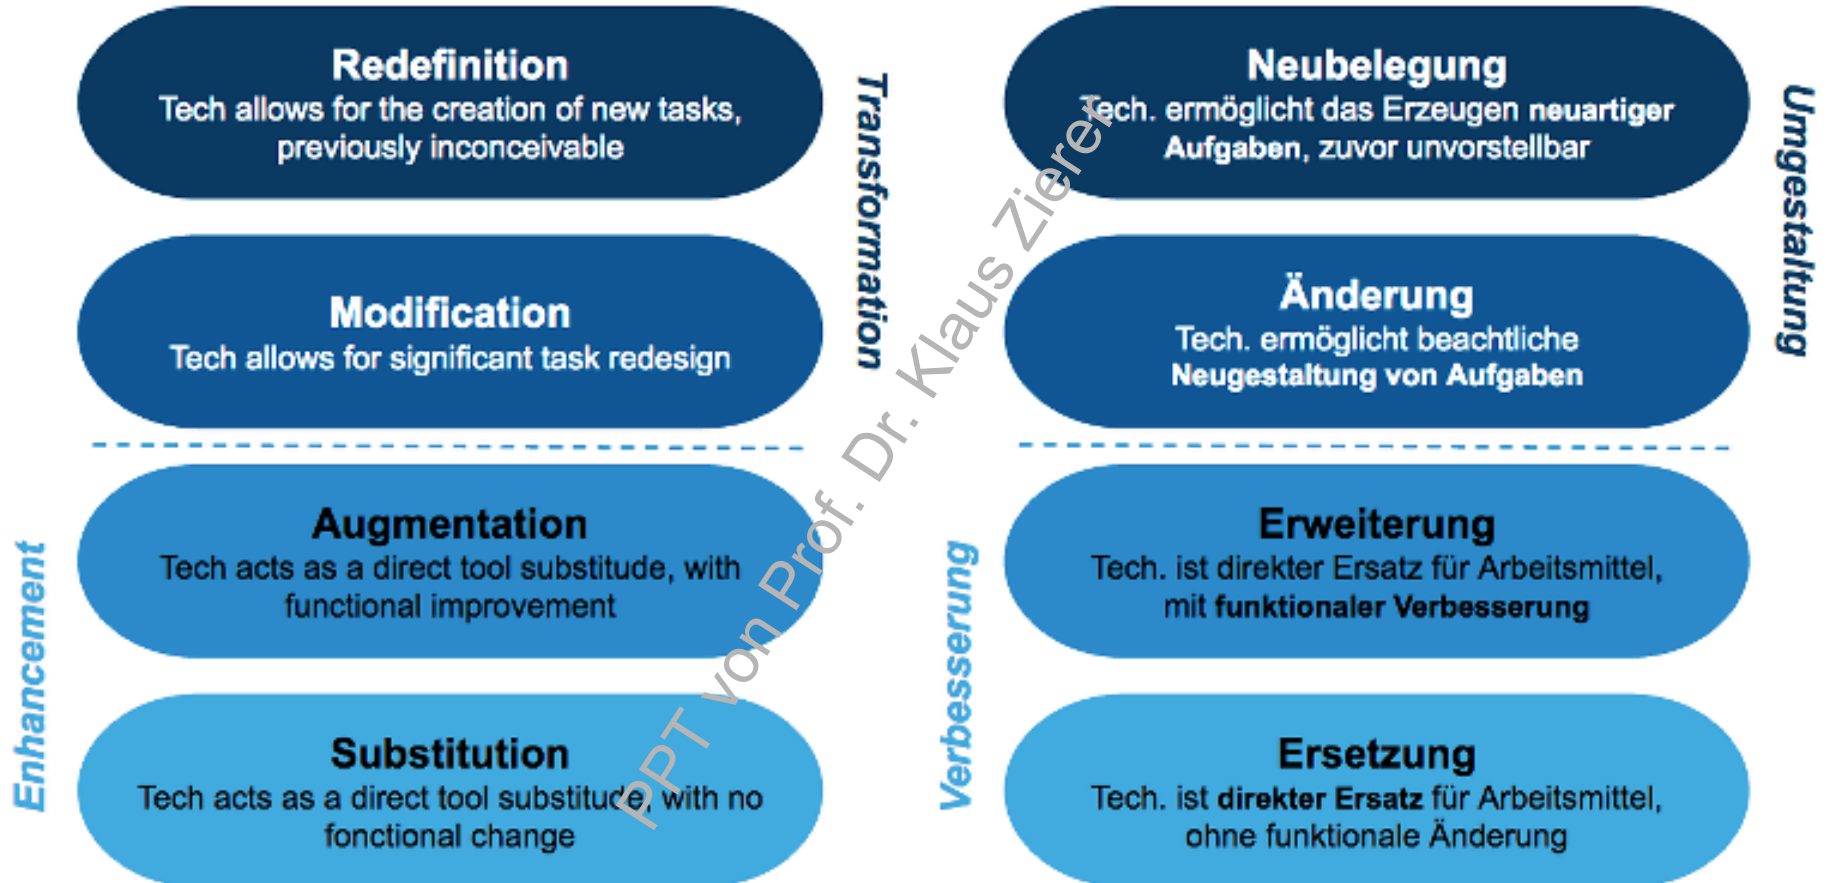 Redefinition
Tech allows for the creation of new tasks,
previously inconceivable
Modification
Tech allows for significant task redesign
Transformation
Augmentation
Tech acts as a direct tool substitude, with
functional improvement
Substitution
Tech acts as a direct tool substitude, with no
fonctional change
Enhancement
Neubelegung
Tech. ermöglicht das Erzeugen neuartiger
Aufgaben, zuvor unvorstellbar
Änderung
Tech. ermöglicht beachtliche
Neugestaltung von Aufgaben
Umgestaltung
Erweiterung
Tech. ist direkter Ersatz für Arbeitsmittel,
mit funktionaler Verbesserung
Ersetzung
Tech. ist direkter Ersatz für Arbeitsmittel,
ohne funktionale Änderung
Verbesserung
PPT von Prof. Dr. Klaus Zierer